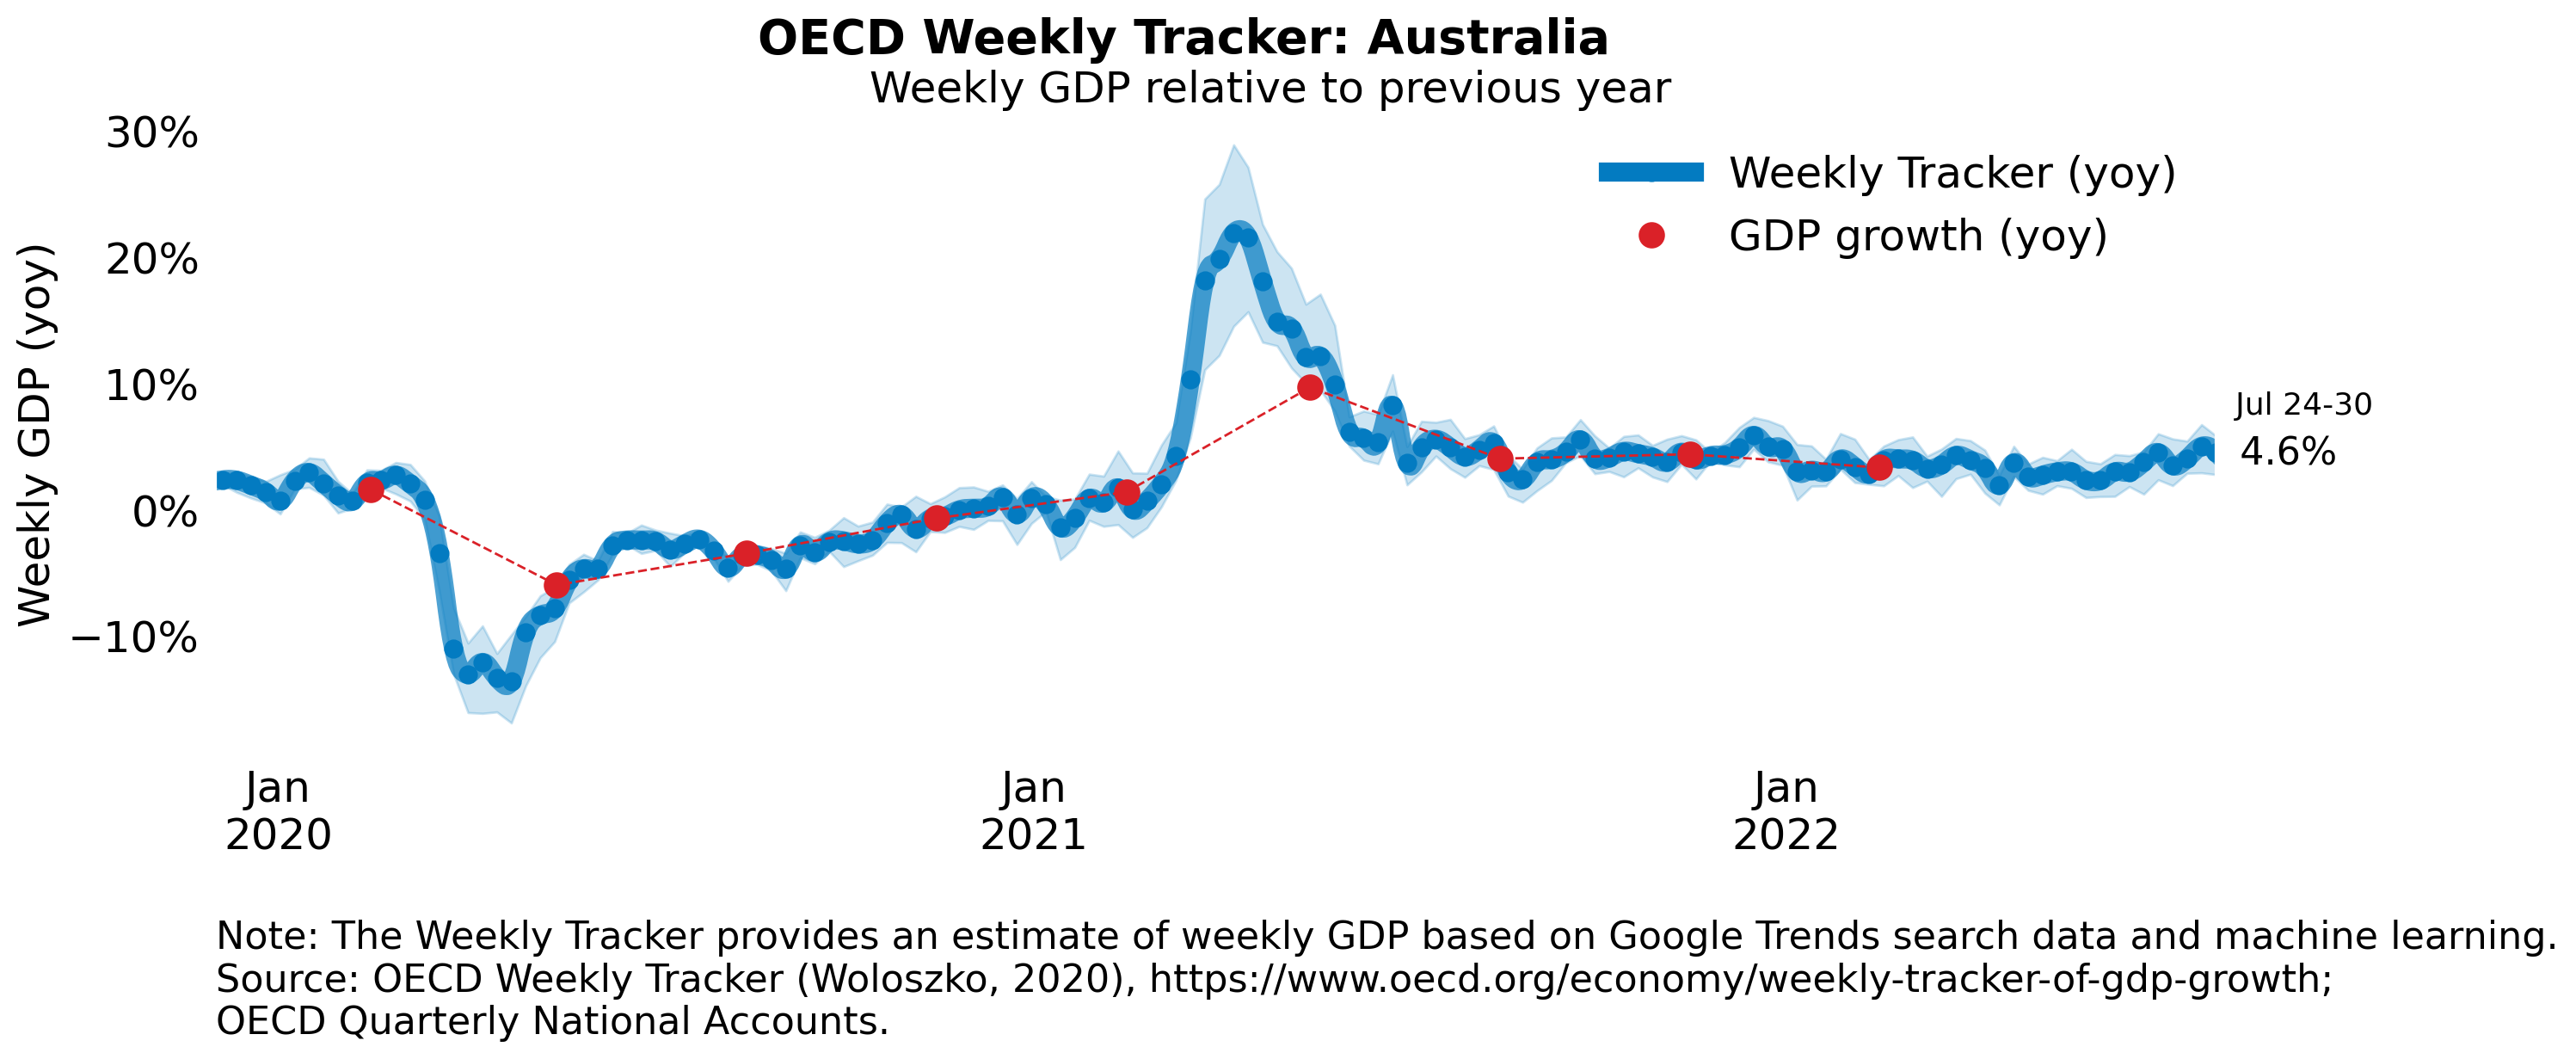 OECD Weekly Tracker: Australia
Weekly GDP relative to previous year
30%
20%
10%
0%
−10%
Weekly GDP (yoy)
Weekly Tracker (yoy)
GDP growth (yoy)
Jul 24-30
4.6%
Jan
2020
Jan
2021
Jan
2022
Note: The Weekly Tracker provides an estimate of weekly GDP based on Google Trends search data and machine learning.
Source: OECD Weekly Tracker (Woloszko, 2020), https://www.oecd.org/economy/weekly-tracker-of-gdp-growth;
OECD Quarterly National Accounts.